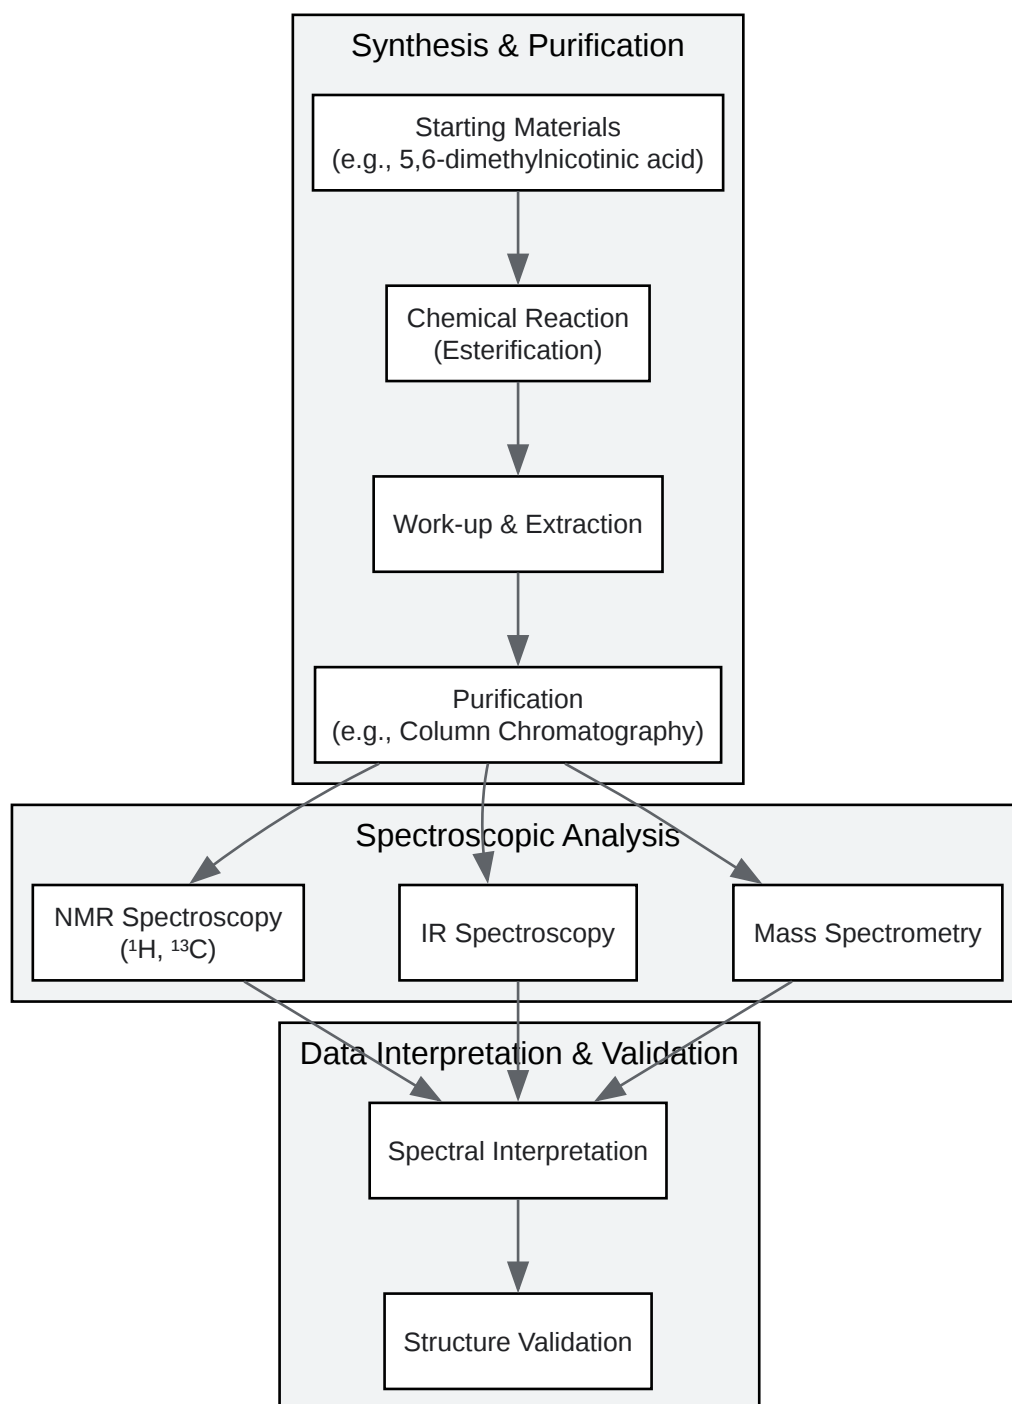 Synthesis & Purification
Starting Materials
(e.g., 5,6-dimethylnicotinic acid)
Chemical Reaction
(Esterification)
Work-up & Extraction
Purification
(e.g., Column Chromatography)
Spectroscopic Analysis
NMR Spectroscopy
(¹H, ¹³C)
IR Spectroscopy
Mass Spectrometry
Data Interpretation & Validation
Spectral Interpretation
Structure Validation